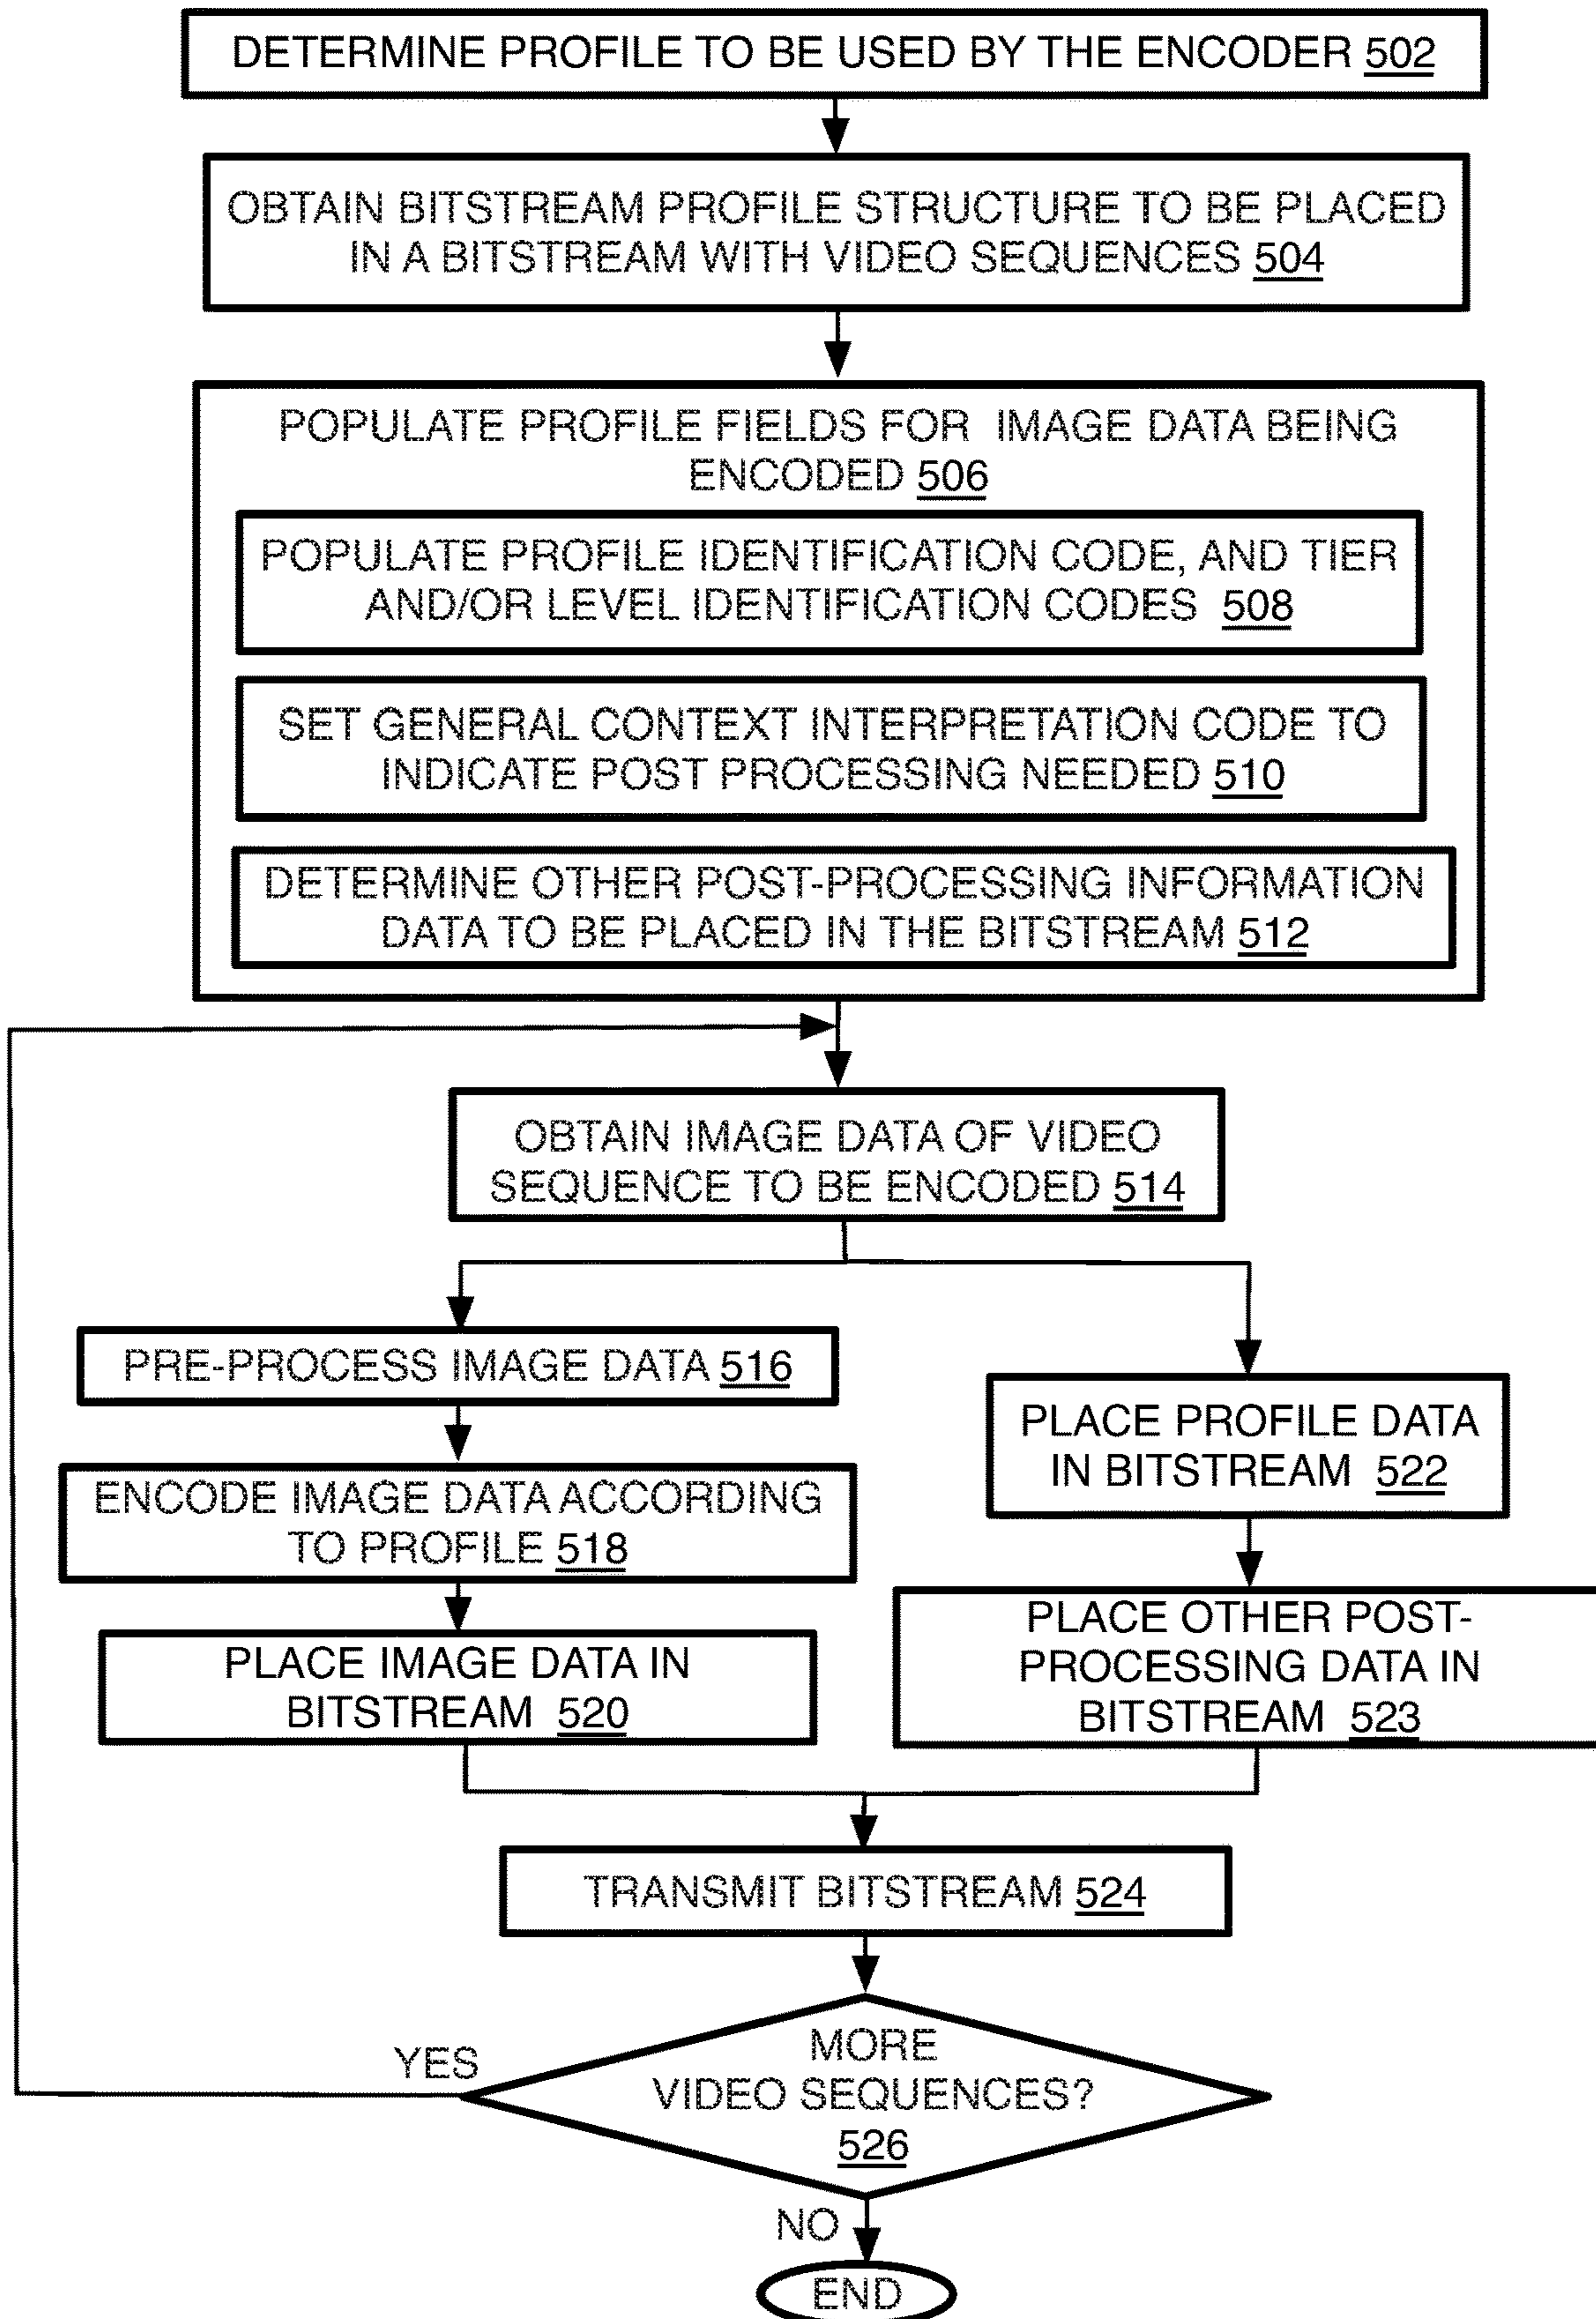 DETERMINE PROFILE TO BE USED BY THE ENCODER 502
OBTAIN BITSTREAM PROFILE STRUCTURE TO BE PLACED
IN A BITSTREAM WITH VIDEO SEQUENCES 504
POPULATE PROFILE FIELDS FOR IMAGE DATA BEING
ENCODED 506
POPULATE PROFILE IDENTIFICATION CODE, AND TIER
AND/OR LEVEL IDENTIFICATION CODES 508
SET GENERAL CONTEXT INTERPRETATION CODE TO
INDICATE POST PROCESSING NEEDED 510
DETERMINE OTHER POST-PROCESSING INFORMATION
DATA TO BE PLACED IN THE BITSTREAM 512
OBTAIN IMAGE DATA OF VIDEO
SEQUENCE TO BE ENCODED 514
PRE-PROCESS IMAGE DATA 516
ENCODE IMAGE DATA ACCORDING
TO PROFILE 518
PLACE IMAGE DATA IN
BITSTREAM 520
PLACE PROFILE DATA
IN BITSTREAM 522
PLACE OTHER POST-
PROCESSING DATA IN
BITSTREAM 523
TRANSMIT BITSTREAM 524
MORE
VIDEO SEQUENCES?
526
YES
NO
END